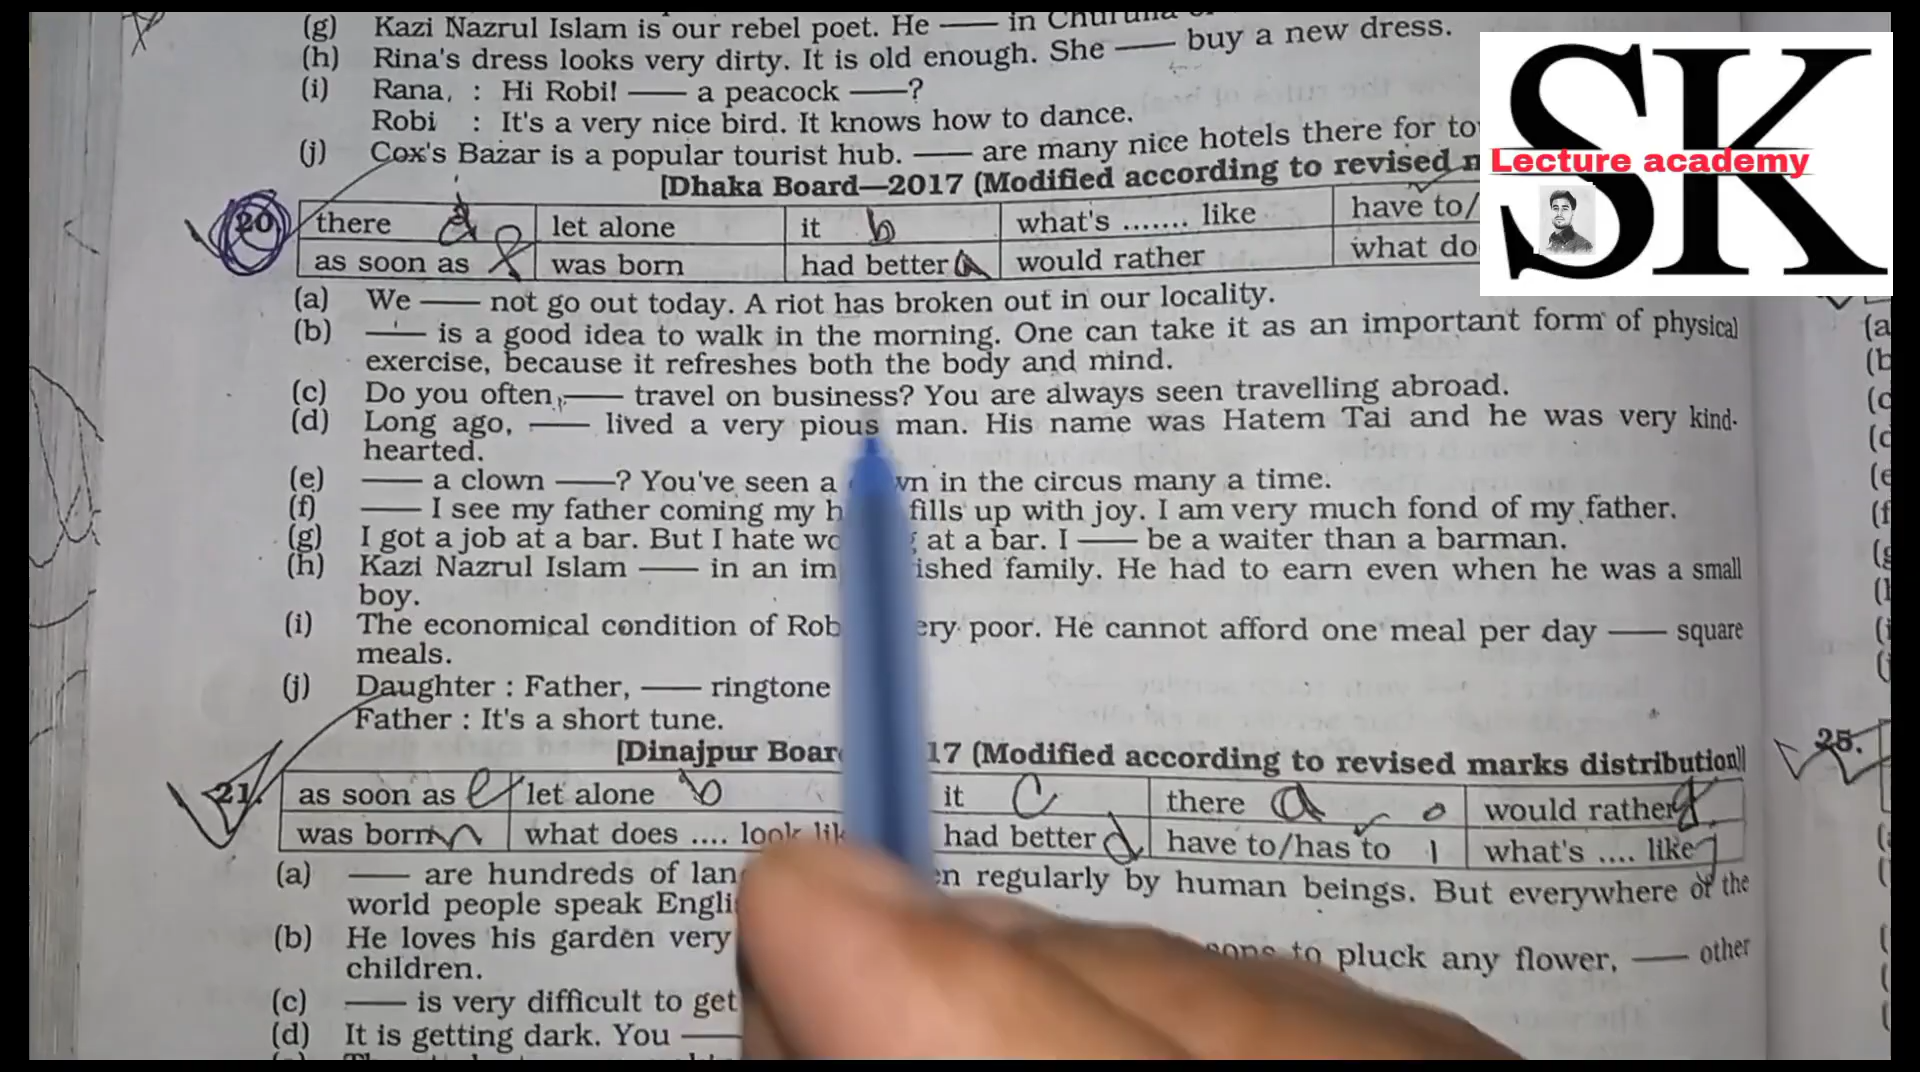 (g) Kazi Nazrul Islam is our rebel poet. He —— in
(h) Rina's dress looks very dirty. It is old enough. She —— buy a new dress.
(i) Rana, : Hi Robi! —— a peacock ——?
Robi : It's a very nice bird. It knows how to dance.
(j) Cox's Bazar is a popular tourist hub. —— are many nice hotels there for
[Dhaka Board—2017 (Modified according to revised
SK
Lecture academy
20. there d let alone it b what's ....... like have to/
as soon as was born had better a would rather what do
(a) We —— not go out today. A riot has broken out in our locality.
(b) —— is a good idea to walk in the morning. One can take it as an important form of physical
exercise, because it refreshes both the body and mind.
(c) Do you often, —— travel on business? You are always seen travelling abroad.
(d) Long ago, —— lived a very pious man. His name was Hatem Tai and he was very kind-
hearted.
(e) —— a clown ——? You've seen a wn in the circus many a time.
(f) —— I see my father coming my h fills up with joy. I am very much fond of my father.
(g) I got a job at a bar. But I hate wo g at a bar. I —— be a waiter than a barman.
(h) Kazi Nazrul Islam —— in an im ished family. He had to earn even when he was a small
boy.
(i) The economical condition of Rob ery poor. He cannot afford one meal per day —— square
meals.
(j) Daughter : Father, —— ringtone
Father : It's a short tune.
[Dinajpur Boar 17 (Modified according to revised marks distribution)]
21. as soon as e let alone b it c there a would rather
was born what does .... look lik had better d have to/has to what's .... like
(a) —— are hundreds of lan en regularly by human beings. But everywhere of the
world people speak Engli
(b) He loves his garden very sons to pluck any flower, —— other
children.
(c) —— is very difficult to get
(d) It is getting dark. You ——
25.
(a
(b
(c
(d
(e
(f
(g